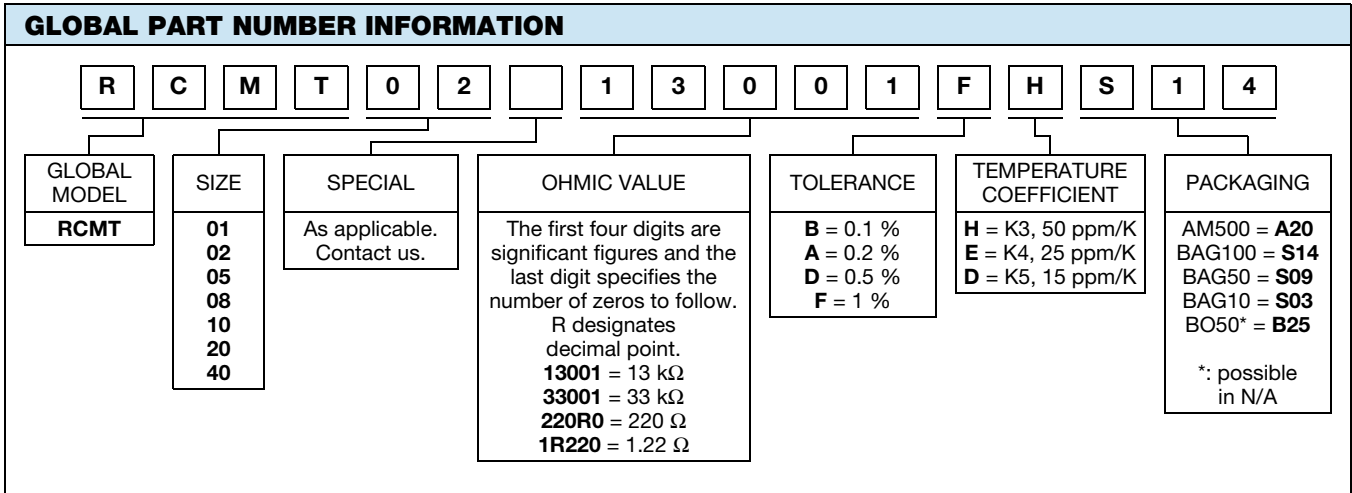 GLOBAL PART NUMBER INFORMATION
R C M T 0 2 1 3 0 0 1 F H S 1 4
GLOBAL
MODEL
RCMT
SIZE
01
02
05
08
10
20
40
SPECIAL
As applicable.
Contact us.
OHMIC VALUE
The first four digits are
significant figures and the
last digit specifies the
number of zeros to follow.
R designates
decimal point.
13001 = 13 kΩ
33001 = 33 kΩ
220R0 = 220 Ω
1R220 = 1.22 Ω
TOLERANCE
B = 0.1 %
A = 0.2 %
D = 0.5 %
F = 1 %
TEMPERATURE
COEFFICIENT
H = K3, 50 ppm/K
E = K4, 25 ppm/K
D = K5, 15 ppm/K
PACKAGING
AM500 = A20
BAG100 = S14
BAG50 = S09
BAG10 = S03
BO50* = B25
*: possible
in N/A